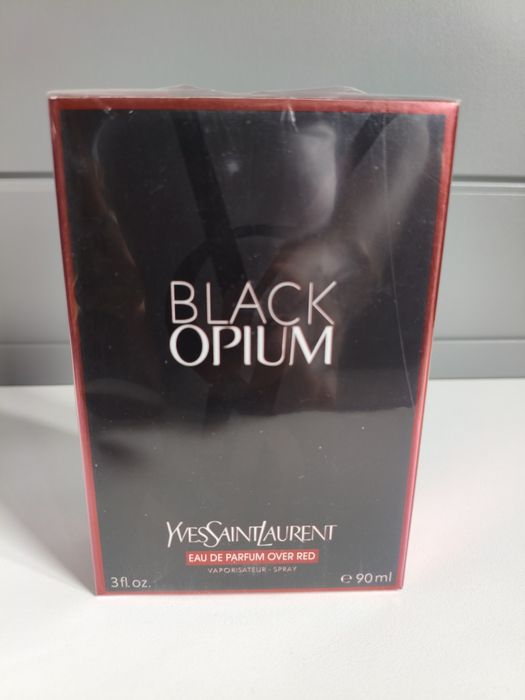 BLACK
OPIUM
YVESSAINTLAURENT
EAU DE PARFUM OVER RED
VAPORISATEUR - SPRAY
3 fl. oz. ℮ 90 ml